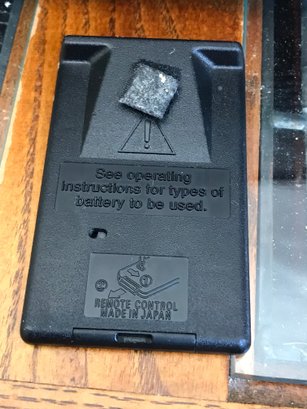 See operating
instructions for types of
battery to be used.
REMOTE CONTROL
MADE IN JAPAN